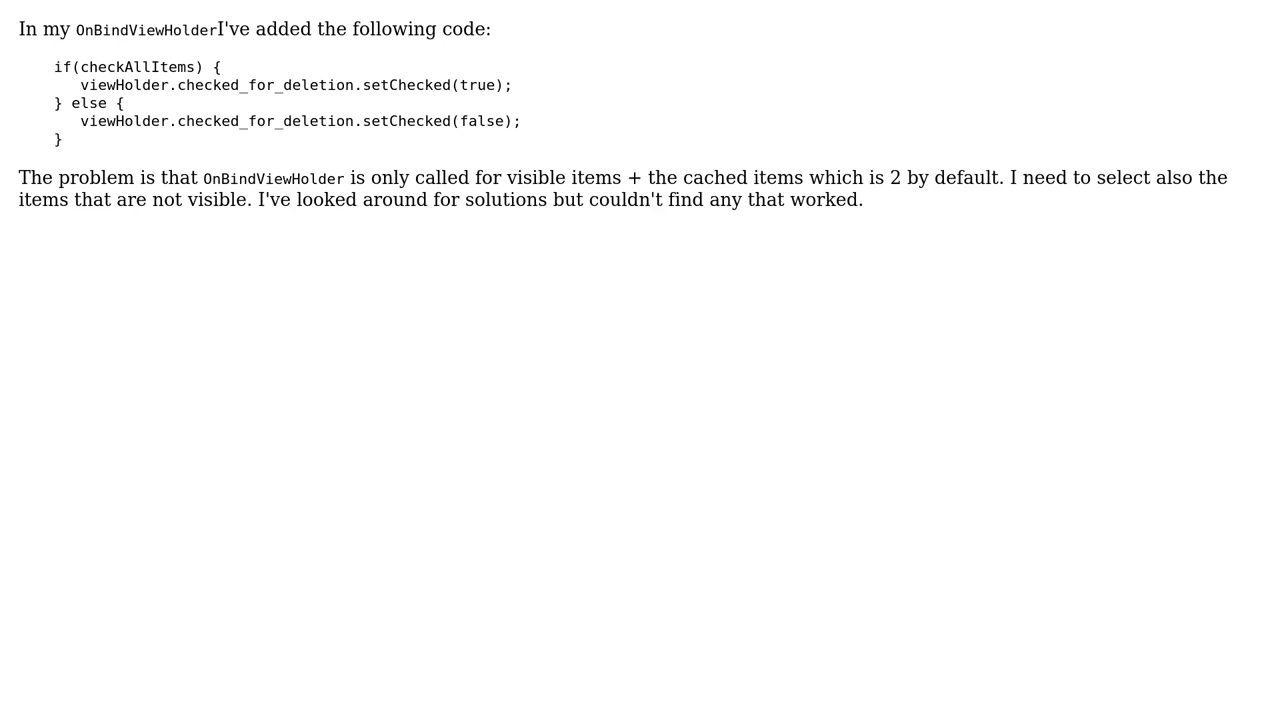 In my OnBindViewHolderI've added the following code:
if(checkAllItems) {
viewHolder.checked_for_deletion.setChecked(true);
} else {
viewHolder.checked_for_deletion.setChecked(false);
}
The problem is that OnBindViewHolder is only called for visible items + the cached items which is 2 by default. I need to select also the
items that are not visible. I've looked around for solutions but couldn't find any that worked.